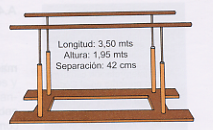 Longitud: 3,50 mts
Altura: 1,95 mts
Separación: 42 cms